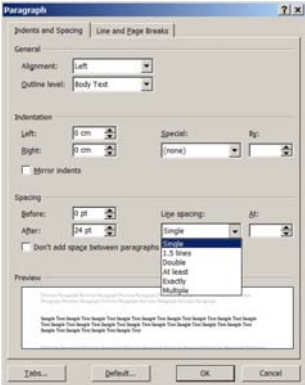 Paragraph
Indents and Spacing Line and Page Breaks
General
Alignment: Left
Outline level: Body Text
Indentation
Left: 0 cm Special: By:
Right: 0 cm (none)
Mirror indents
Spacing
Before: 0 pt Line spacing: At:
After: 24 pt Single
Don't add space between paragraphs
Single
1.5 lines
Double
At least
Exactly
Multiple
Preview
Tabs... Default... OK Cancel